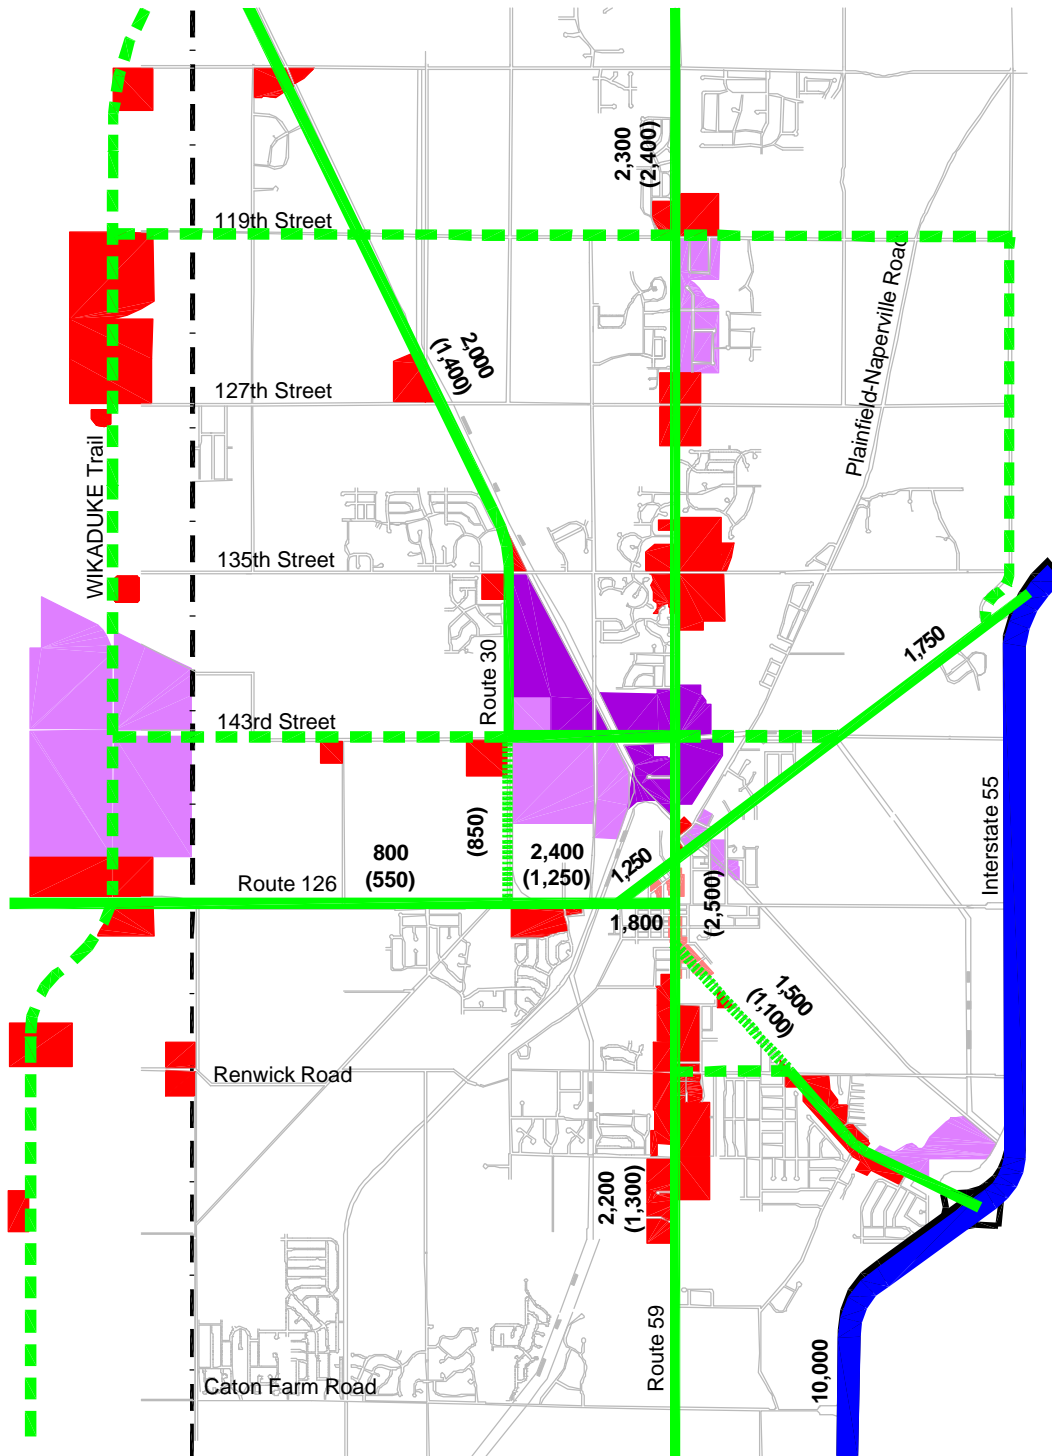 2,300
(2,400)
119th Street
Plainfield-Naperville Road
2,000
(1,400)
127th Street
WIKADUKE Trail
135th Street
1,750
Route 30
143rd Street
Interstate 55
(850)
800
(550)
2,400
(1,250)
1,250
Route 126
(2,500)
1,800
1,500
(1,100)
Renwick Road
2,200
(1,300)
Route 59
Caton Farm Road
10,000